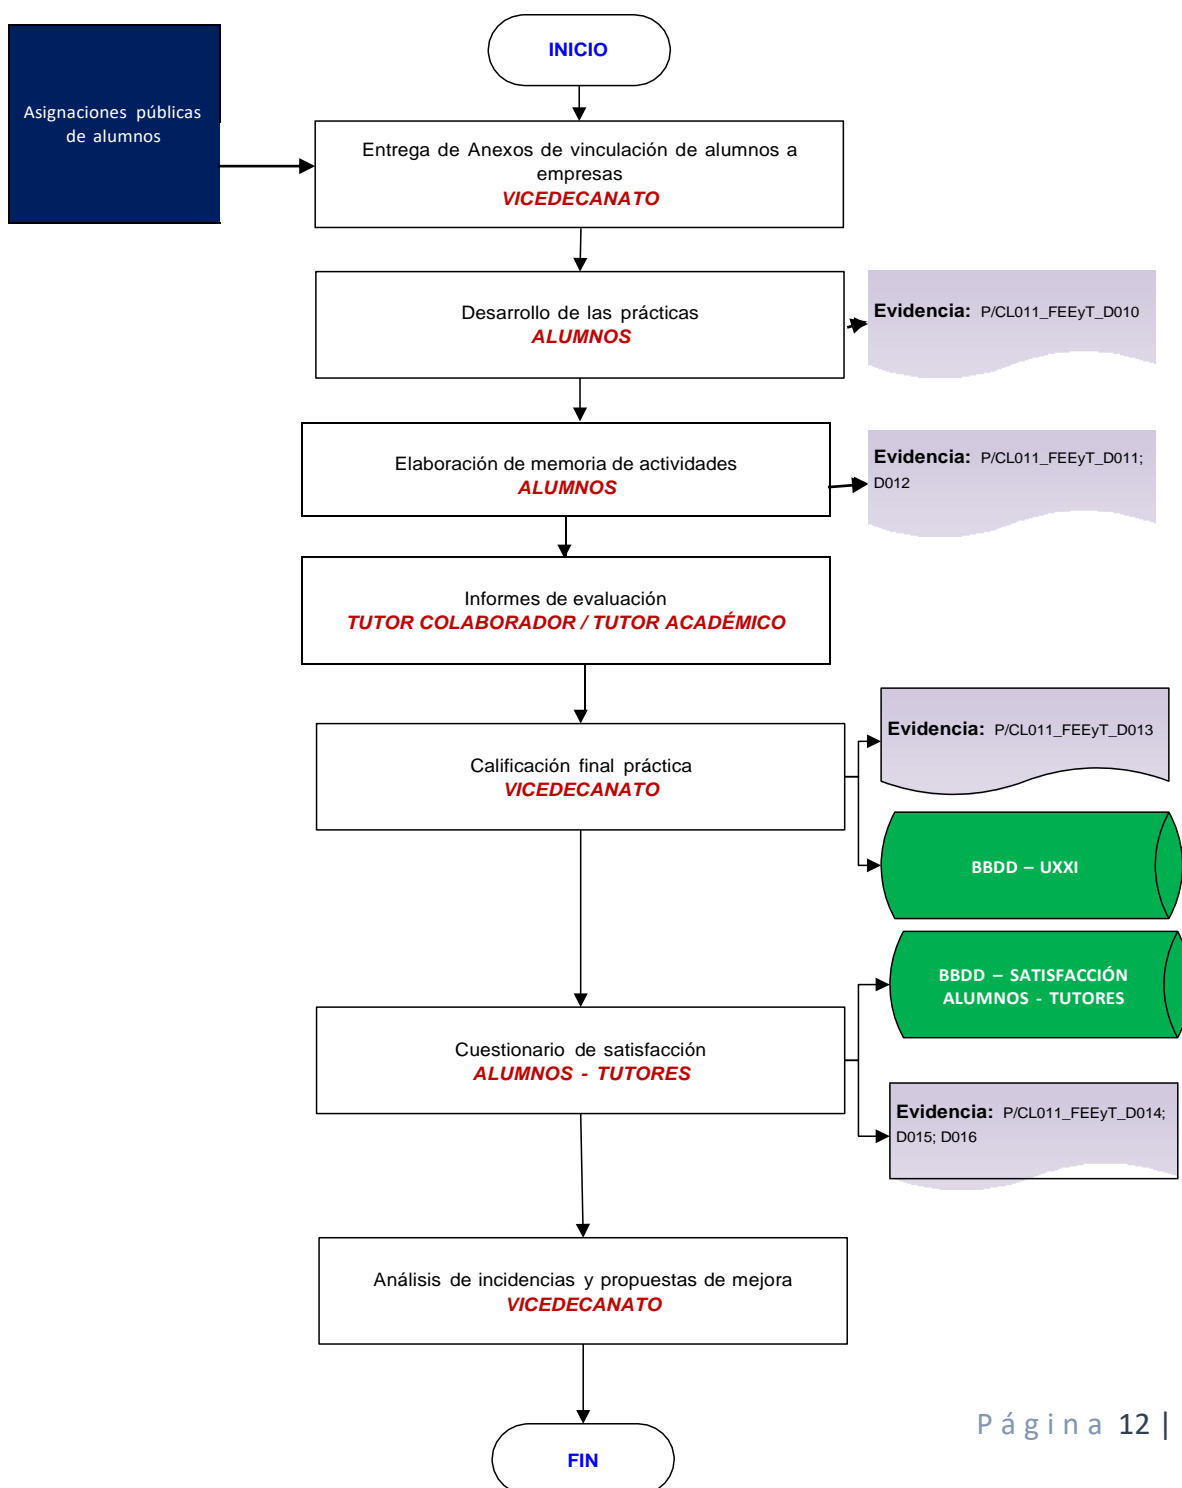 INICIO
Asignaciones públicas
de alumnos
Entrega de Anexos de vinculación de alumnos a
empresas
VICEDECANATO
Desarrollo de las prácticas
ALUMNOS
Evidencia: P/CL011_FEEyT_D010
Elaboración de memoria de actividades
ALUMNOS
Evidencia: P/CL011_FEEyT_D011;
D012
Informes de evaluación
TUTOR COLABORADOR / TUTOR ACADÉMICO
Calificación final práctica
VICEDECANATO
Evidencia: P/CL011_FEEyT_D013
BBDD – UXXI
BBDD – SATISFACCIÓN
ALUMNOS - TUTORES
Cuestionario de satisfacción
ALUMNOS - TUTORES
Evidencia: P/CL011_FEEyT_D014;
D015; D016
Análisis de incidencias y propuestas de mejora
VICEDECANATO
FIN
Página 12 |